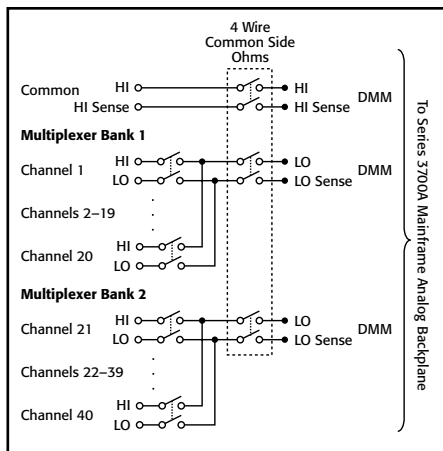 4 Wire
Common Side
Ohms
Common HI HI DMM
HI Sense HI Sense
Multiplexer Bank 1
Channel 1 HI LO DMM
LO LO Sense
Channels 2–19
Channel 20 HI
LO
Multiplexer Bank 2
Channel 21 HI LO DMM
LO LO Sense
Channels 22–39
Channel 40 HI
LO
To Series 3700A Mainframe Analog Backplane